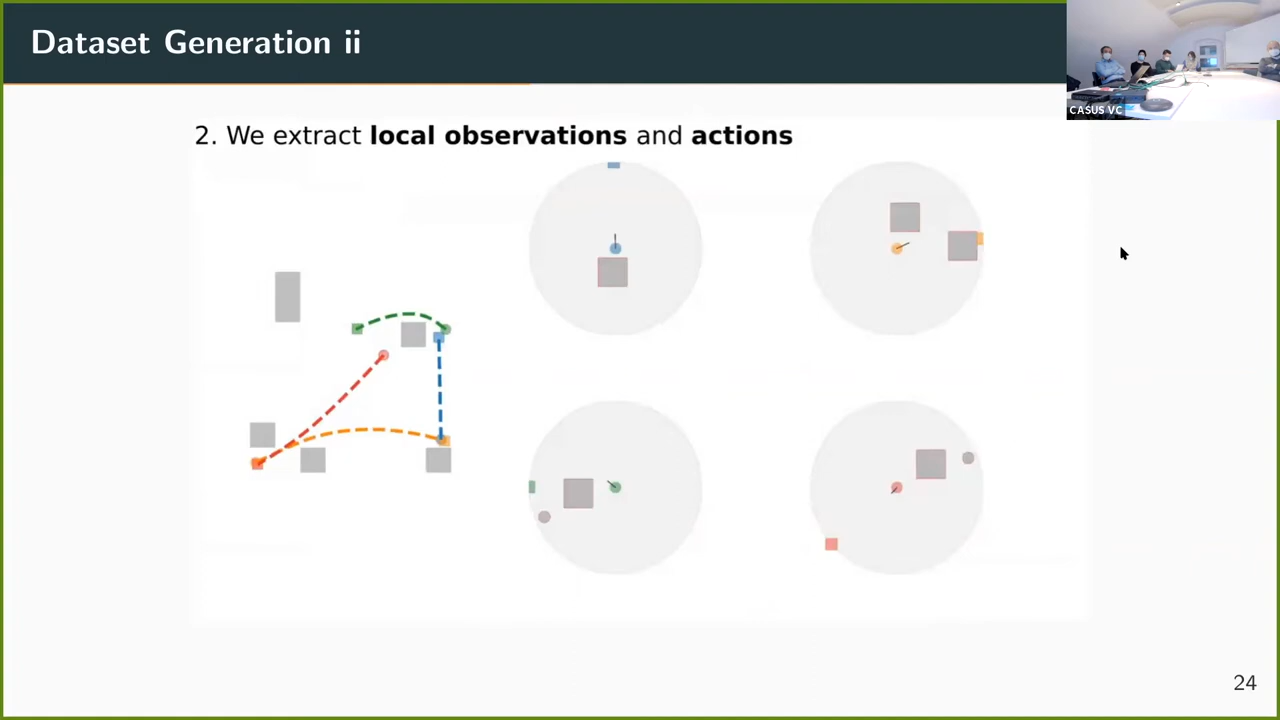 Dataset Generation ii
CASUS VC
2. We extract local observations and actions
24